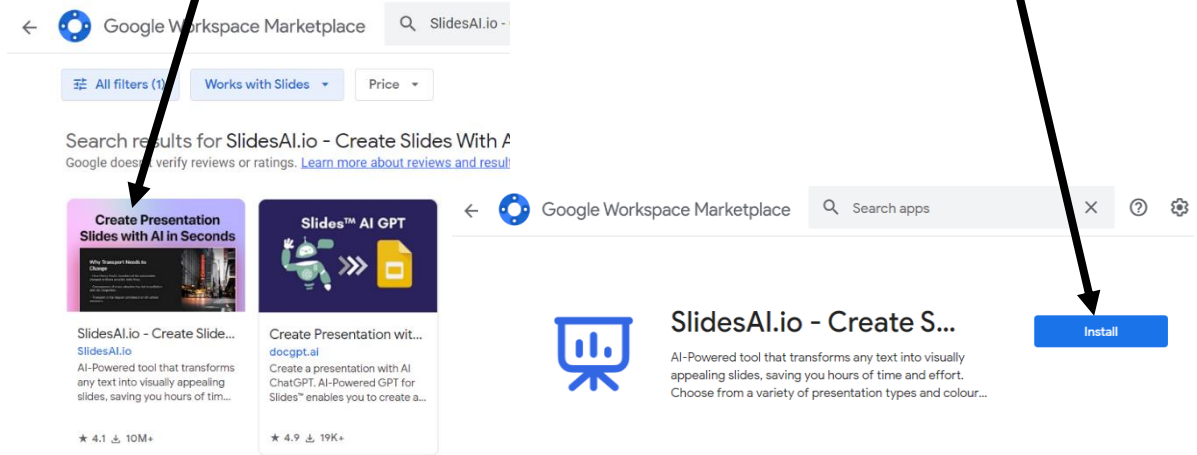 Google Workspace Marketplace
SlidesAI.io -
All filters (1)
Works with Slides
Price
Search results for SlidesAI.io - Create Slides With A
Google doesn't verify reviews or ratings. Learn more about reviews and result
Create Presentation
Slides with AI in Seconds
Why Transport Needs to
Change
SlidesAI.io - Create Slide...
SlidesAI.io
AI-Powered tool that transforms
any text into visually appealing
slides, saving you hours of tim...
4.1 10M+
Slides™ AI GPT
Create Presentation wit...
docgpt.ai
Create a presentation with AI
ChatGPT. AI-Powered GPT for
Slides™ enables you to create a...
4.9 19K+
Google Workspace Marketplace
Search apps
SlidesAI.io - Create S...
AI-Powered tool that transforms any text into visually
appealing slides, saving you hours of time and effort.
Choose from a variety of presentation types and colour...
Install